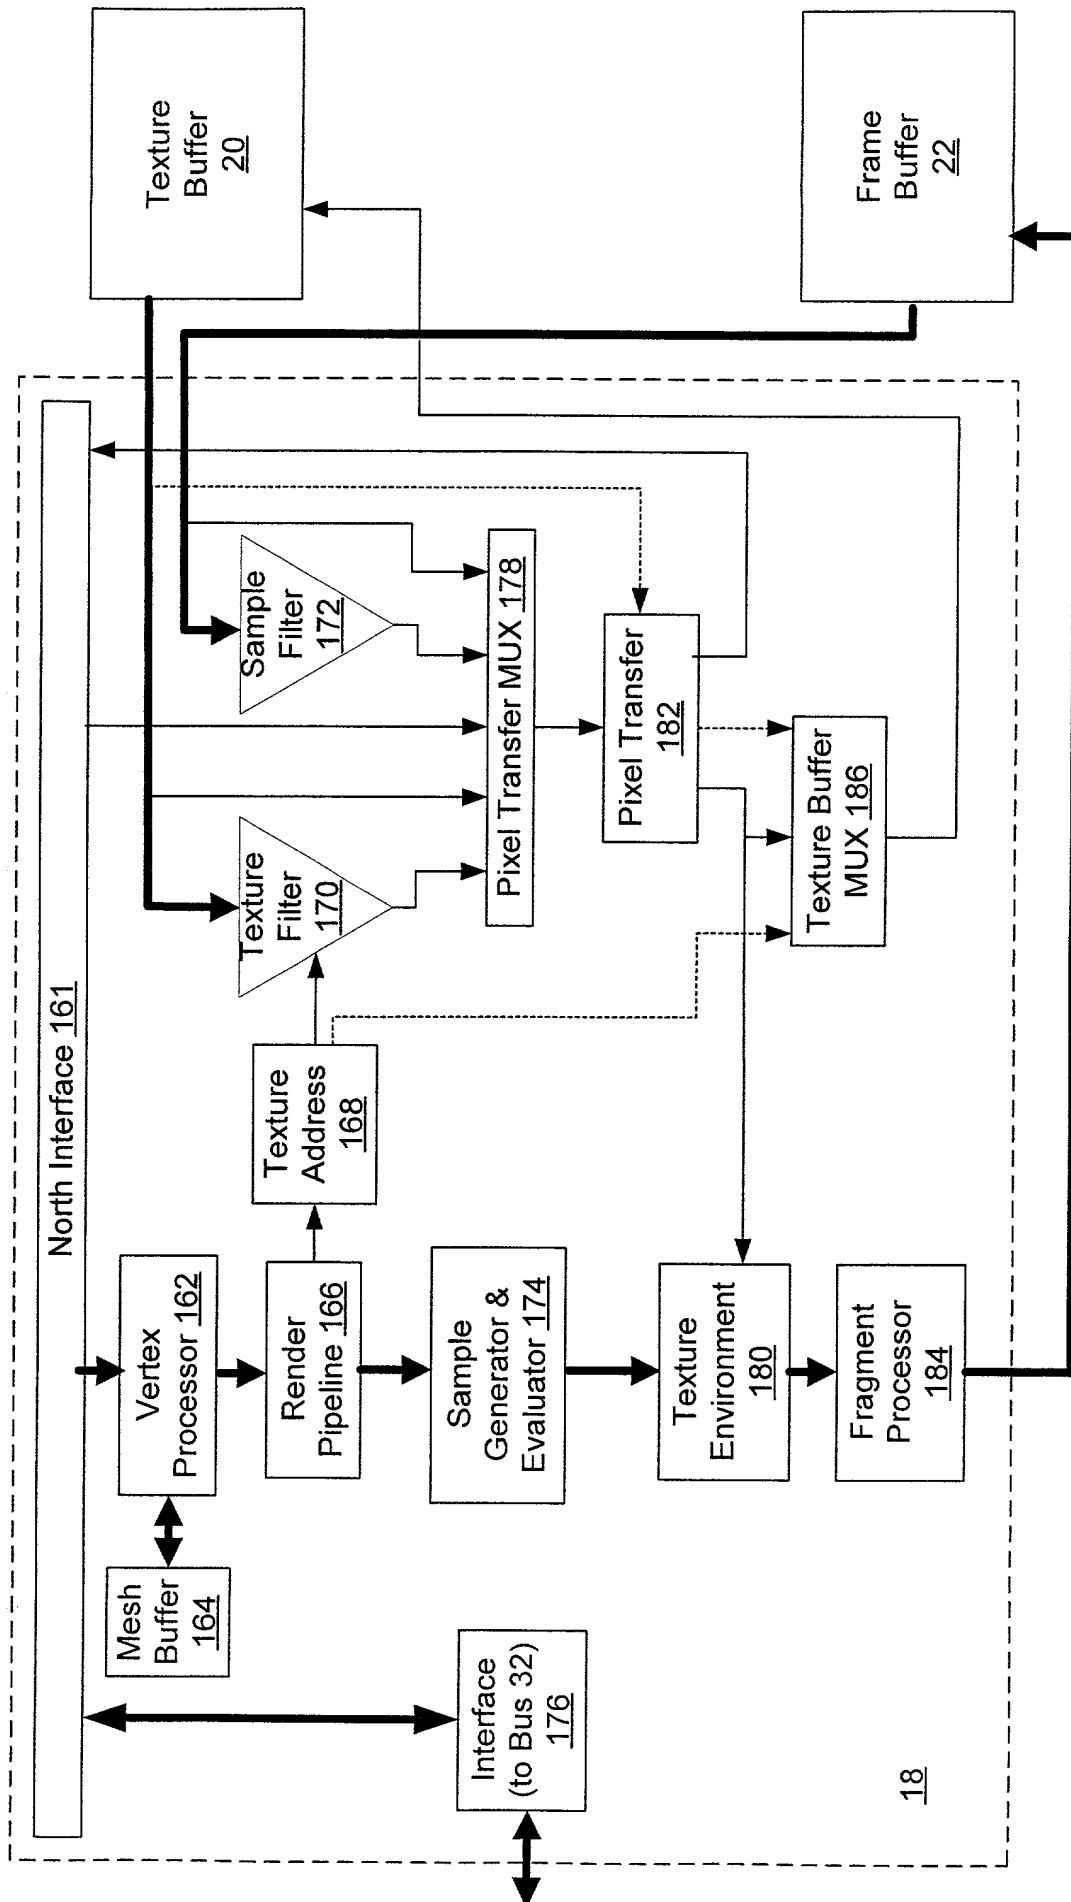 North Interface 161
Mesh
Buffer
164
Vertex
Processor 162
Render
Pipeline 166
Texture
Address
168
Texture
Filter
170
Sample
Filter
172
Texture
Buffer
20
Interface
(to Bus 32)
176
Sample
Generator &
Evaluator 174
Pixel Transfer MUX 178
Texture
Environment
180
Pixel Transfer
182
Fragment
Processor
184
Texture Buffer
MUX 186
Frame
Buffer
22
18